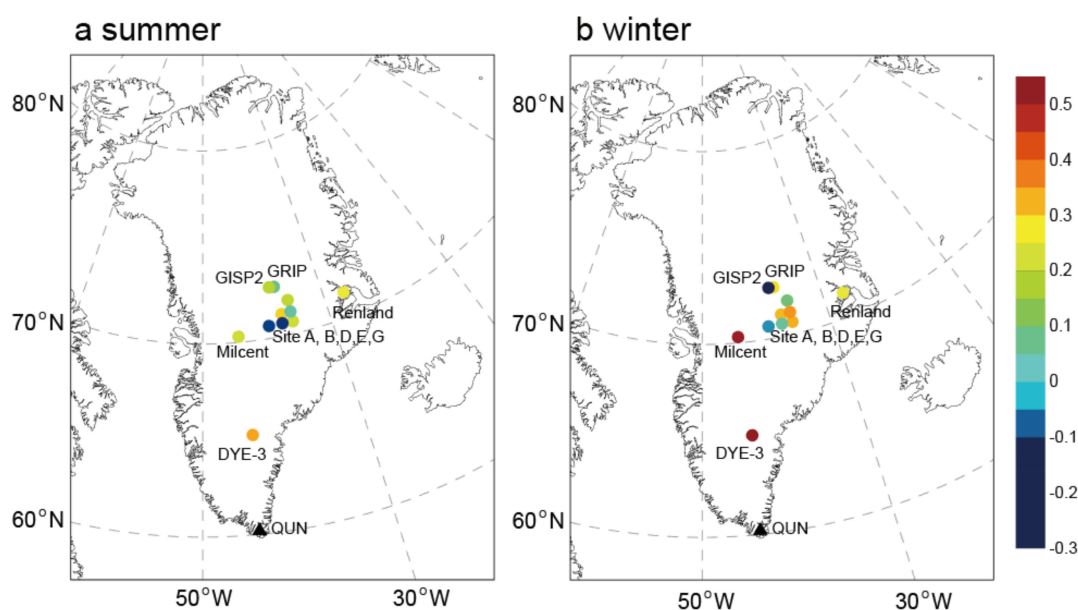 a summer
b winter
80°N
70°N
60°N
50°W
30°W
GISP2
GRIP
Renland
Site A, B,D,E,G
Milcent
DYE-3
QUN
80°N
70°N
60°N
50°W
30°W
GISP2
GRIP
Renland
Site A, B,D,E,G
Milcent
DYE-3
QUN
0.5
0.4
0.3
0.2
0.1
0
-0.1
-0.2
-0.3